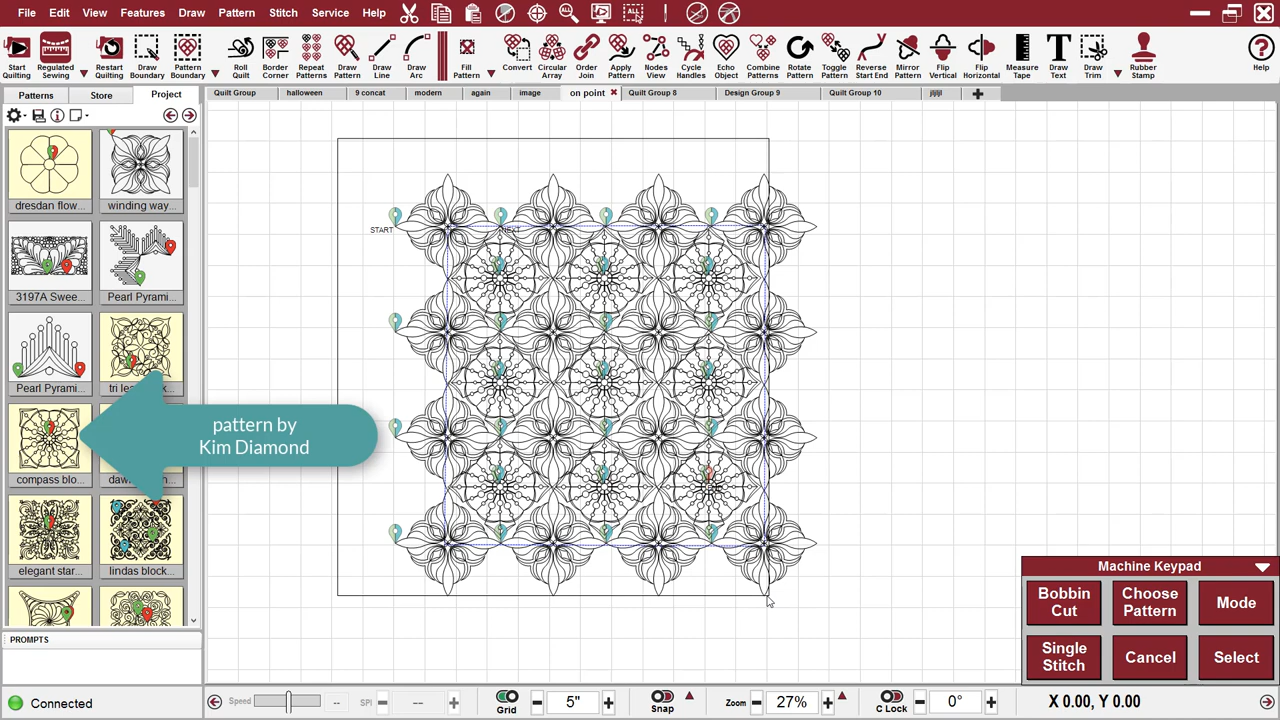 File Edit View Features Draw Pattern Stitch Service Help
ALL
Start Quilting Regulated Sewing Restart Quilting Draw Boundary Pattern Boundary Roll Quilt Border Corner Repeat Patterns Draw Pattern Draw Line Draw Arc Fill Pattern Convert Circular Array Order Join Apply Pattern Nodes View Cycle Handles Echo Object Combine Patterns Rotate Pattern Toggle Pattern Reverse Start End Mirror Pattern Flip Vertical Flip Horizontal Measure Tape Draw Text Draw Trim Rubber Stamp Help
Patterns Store Project
Quilt Group halloween 9 concat modern again image on point Quilt Group 8 Design Group 9 Quilt Group 10
dresdan flow... winding way...
3197A Swee... Pearl Pyrami...
Pearl Pyrami...
compass blo...
elegant star... lindas block...
pattern by
Kim Diamond
START
Machine Keypad
Bobbin Cut
Choose Pattern
Mode
Single Stitch
Cancel
Select
PROMPTS
Connected
Speed -- SPI -- Grid 5" Snap Zoom 27% C Lock 0° X 0.00, Y 0.00